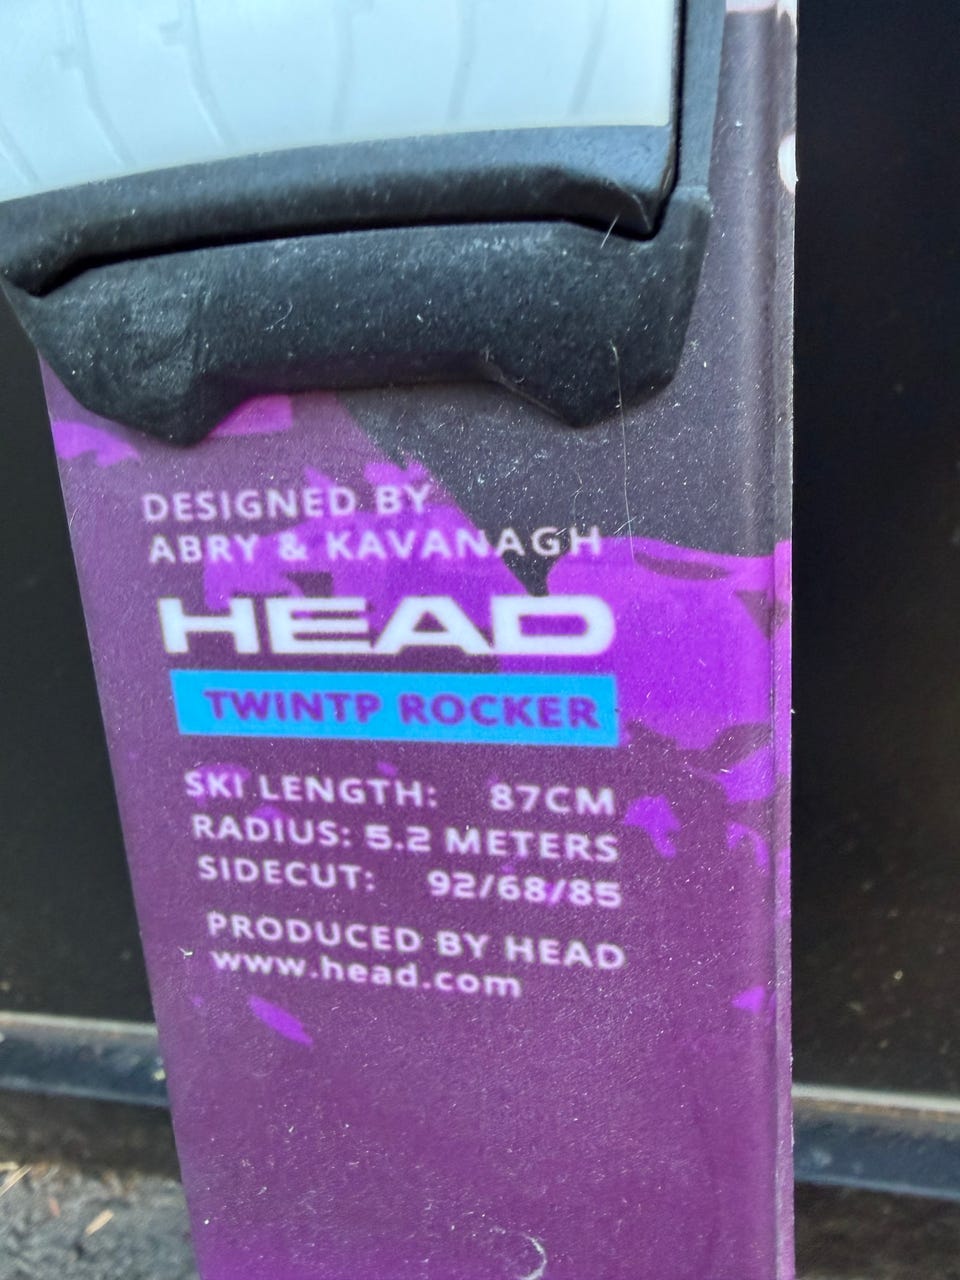 DESIGNED BY
ABRY & KAVANAGH
HEAD
TWINTP ROCKER
SKI LENGTH: 87CM
RADIUS: 5.2 METERS
SIDECUT: 92/68/85
PRODUCED BY HEAD
www.head.com